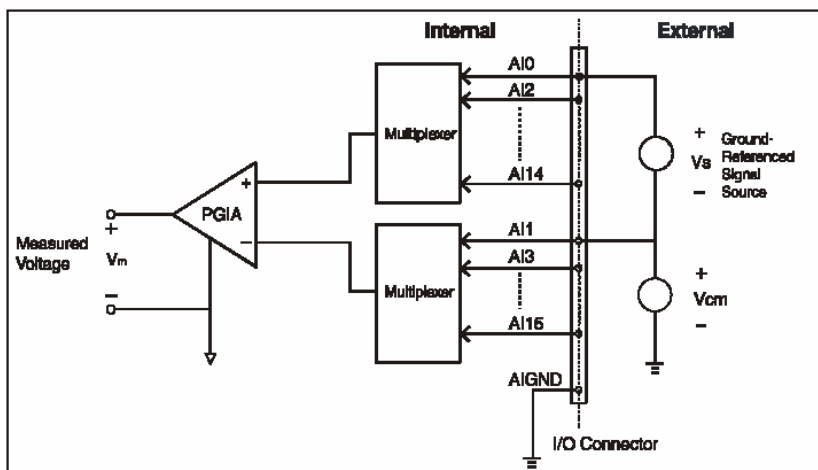 Internal
External
AI0
AI2
Multiplexer
AI14
+
Vs
−
Ground-
Referenced
Signal
Source
+
PGIA
−
Measured
Voltage
+
Vm
−
AI1
AI3
Multiplexer
AI15
+
Vcm
−
AIGND
I/O Connector